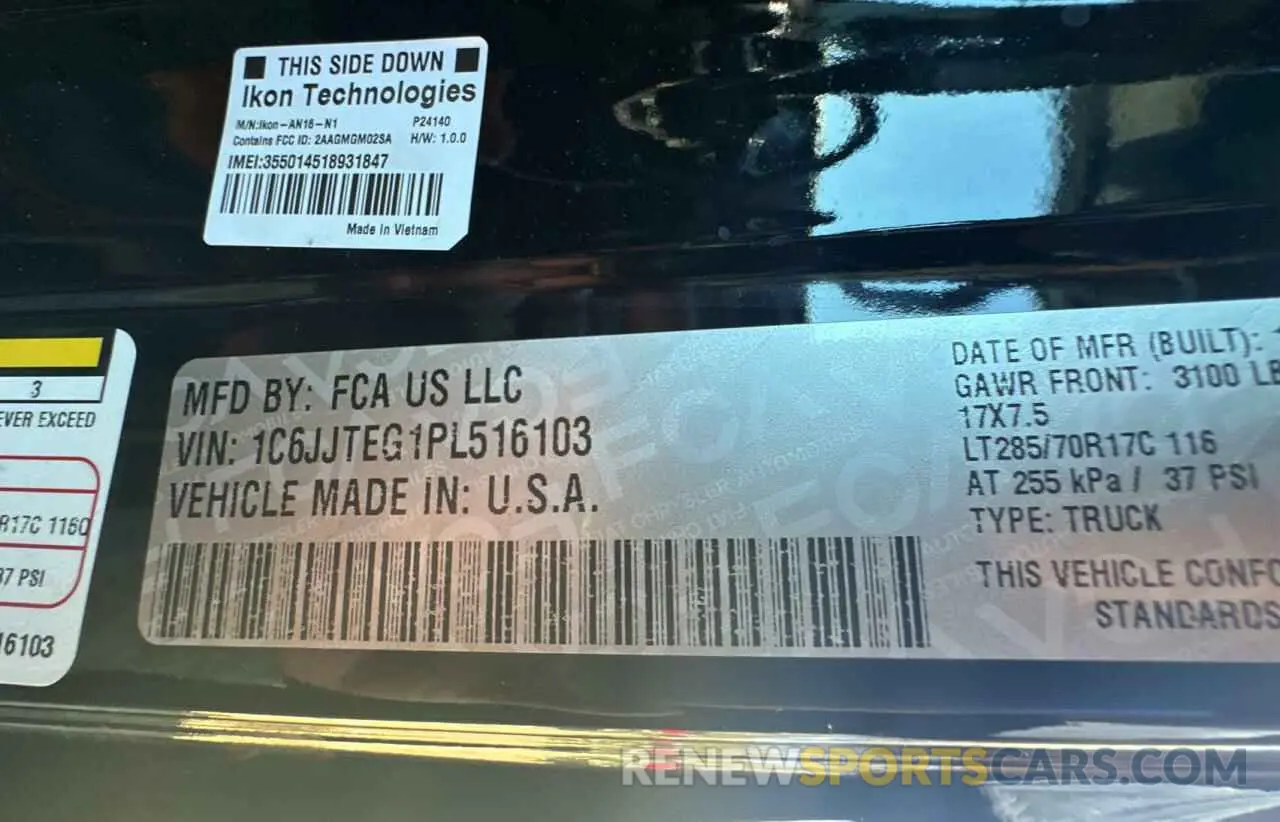 THIS SIDE DOWN
Ikon Technologies
M/N:Ikon-AN16-N1 P24140
Contains FCC ID: 2AAGMGM02SA H/W: 1.0.0
IMEI:355014518931847
Made in Vietnam
3
EVER EXCEED
R17C 116Q
37 PSI
16103
MFD BY: FCA US LLC
VIN: 1C6JJTEG1PL516103
VEHICLE MADE IN: U.S.A.
DATE OF MFR (BUILT):
GAWR FRONT: 3100 LB
17X7.5
LT285/70R17C 116
AT 255 kPa / 37 PSI
TYPE: TRUCK
THIS VEHICLE CONFO
STANDARDS
RENEWSPORTSCARS.COM